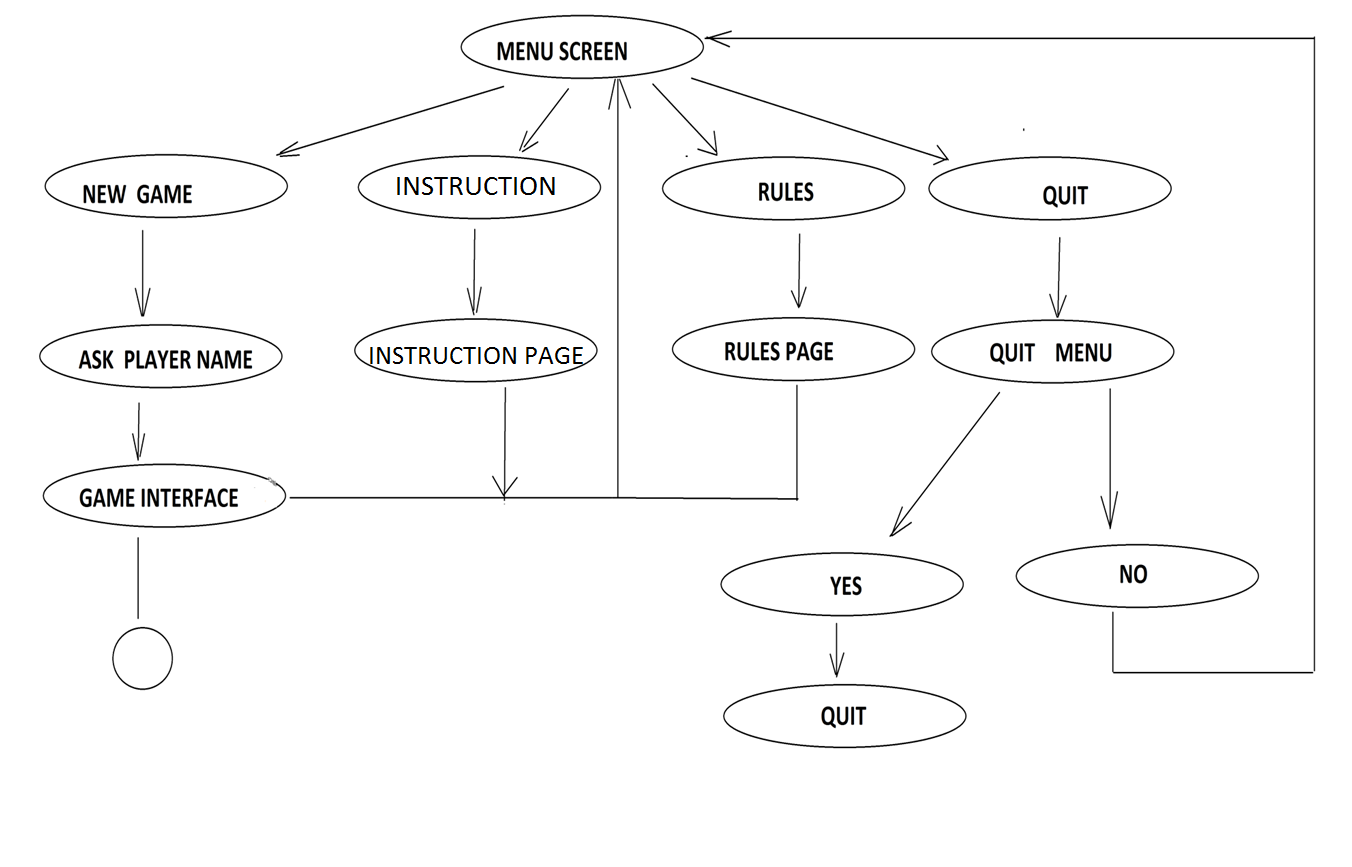 MENU SCREEN
NEW GAME
INSTRUCTION
RULES
QUIT
ASK PLAYER NAME
INSTRUCTION PAGE
RULES PAGE
QUIT MENU
GAME INTERFACE
YES
NO
QUIT